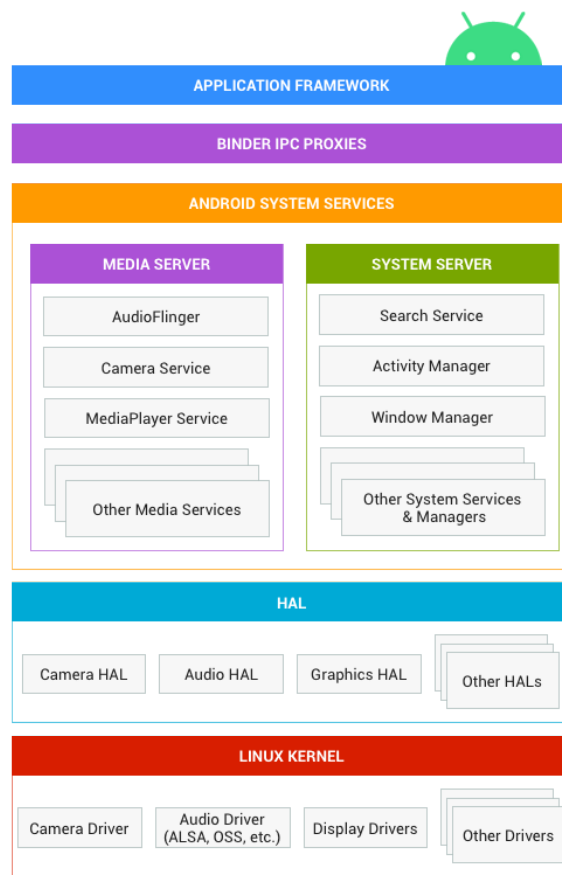 APPLICATION FRAMEWORK
BINDER IPC PROXIES
ANDROID SYSTEM SERVICES
MEDIA SERVER
AudioFlinger
Camera Service
MediaPlayer Service
Other Media Services
SYSTEM SERVER
Search Service
Activity Manager
Window Manager
Other System Services
& Managers
HAL
Camera HAL
Audio HAL
Graphics HAL
Other HALs
LINUX KERNEL
Camera Driver
Audio Driver
(ALSA, OSS, etc.)
Display Drivers
Other Drivers